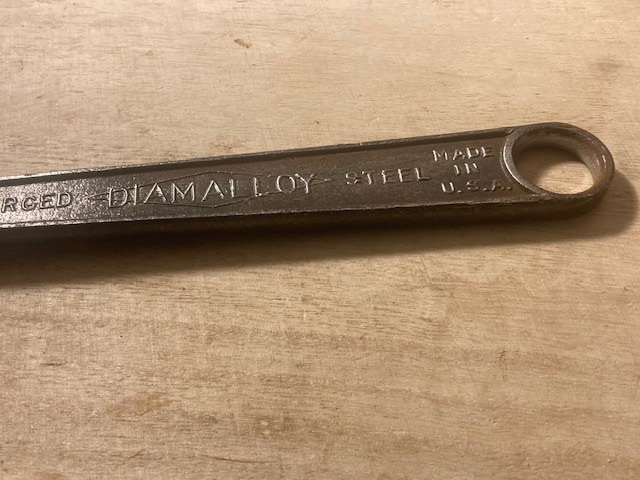 RGED DIAMALLOY STEEL MADE
IN
U.S.A.